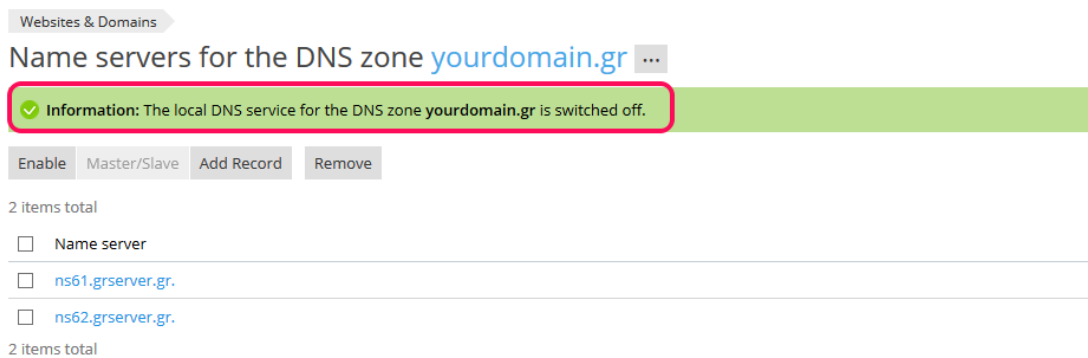 Websites & Domains
Name servers for the DNS zone yourdomain.gr ...
Information: The local DNS service for the DNS zone yourdomain.gr is switched off.
Enable Master/Slave Add Record Remove
2 items total
Name server
ns61.grserver.gr.
ns62.grserver.gr.
2 items total